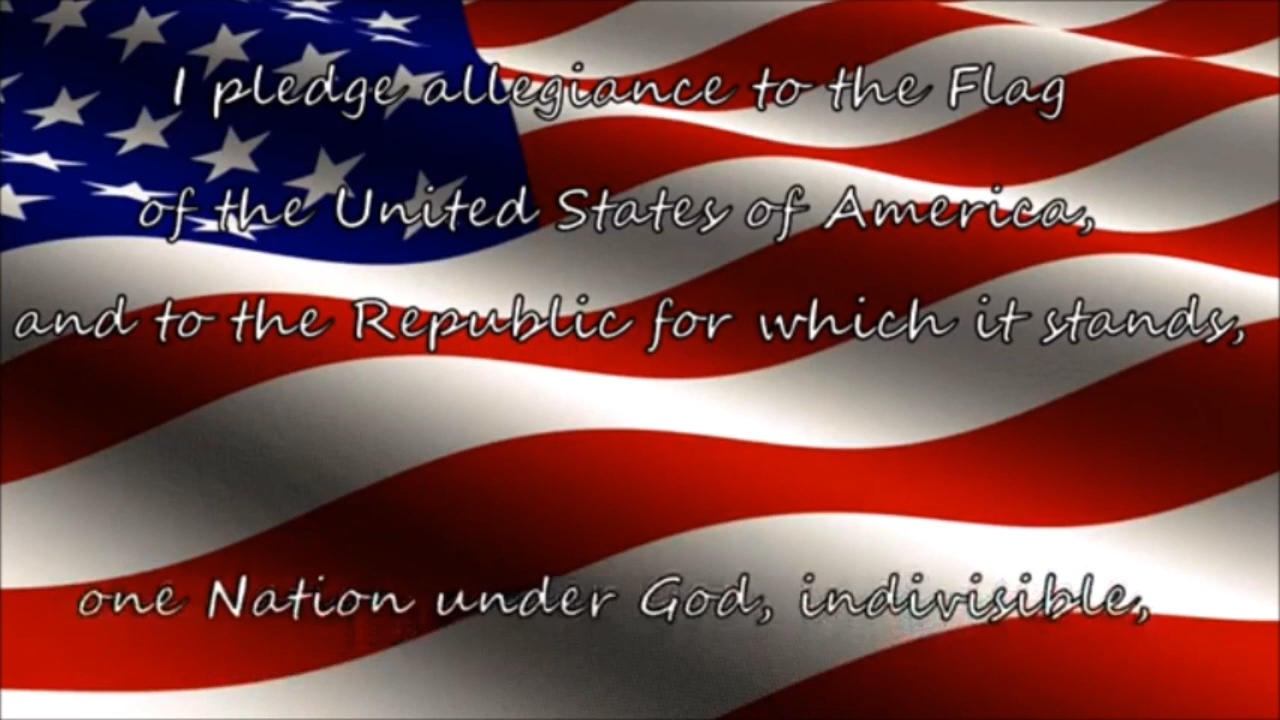 I pledge allegiance to the Flag
of the United States of America,
and to the Republic for which it stands,
one Nation under God, indivisible,